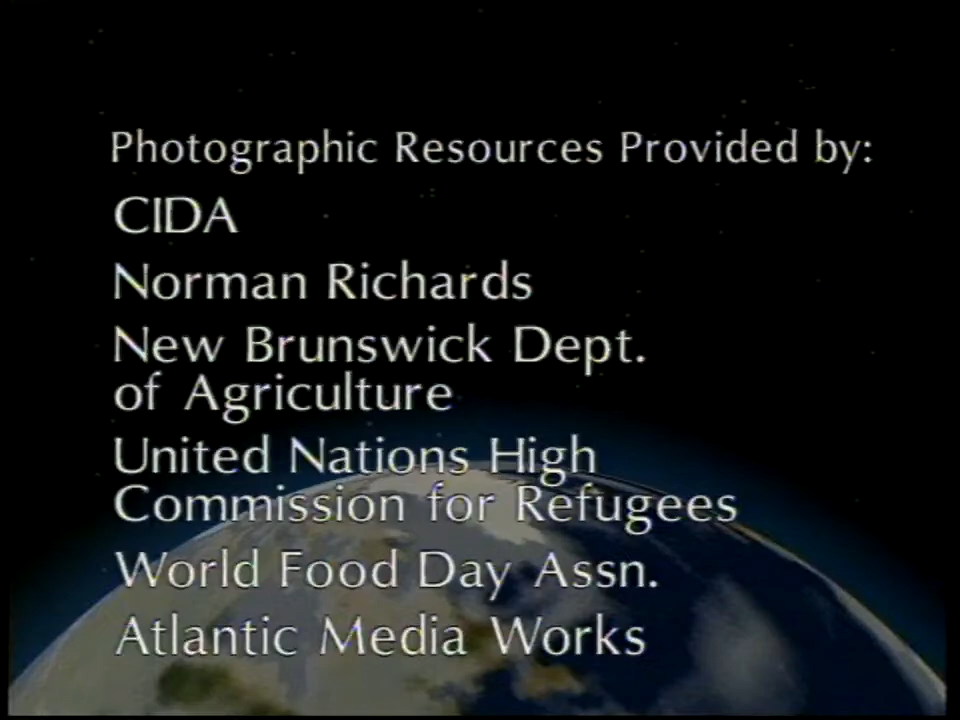 Photographic Resources Provided by:
CIDA
Norman Richards
New Brunswick Dept.
of Agriculture
United Nations High
Commission for Refugees
World Food Day Assn.
Atlantic Media Works